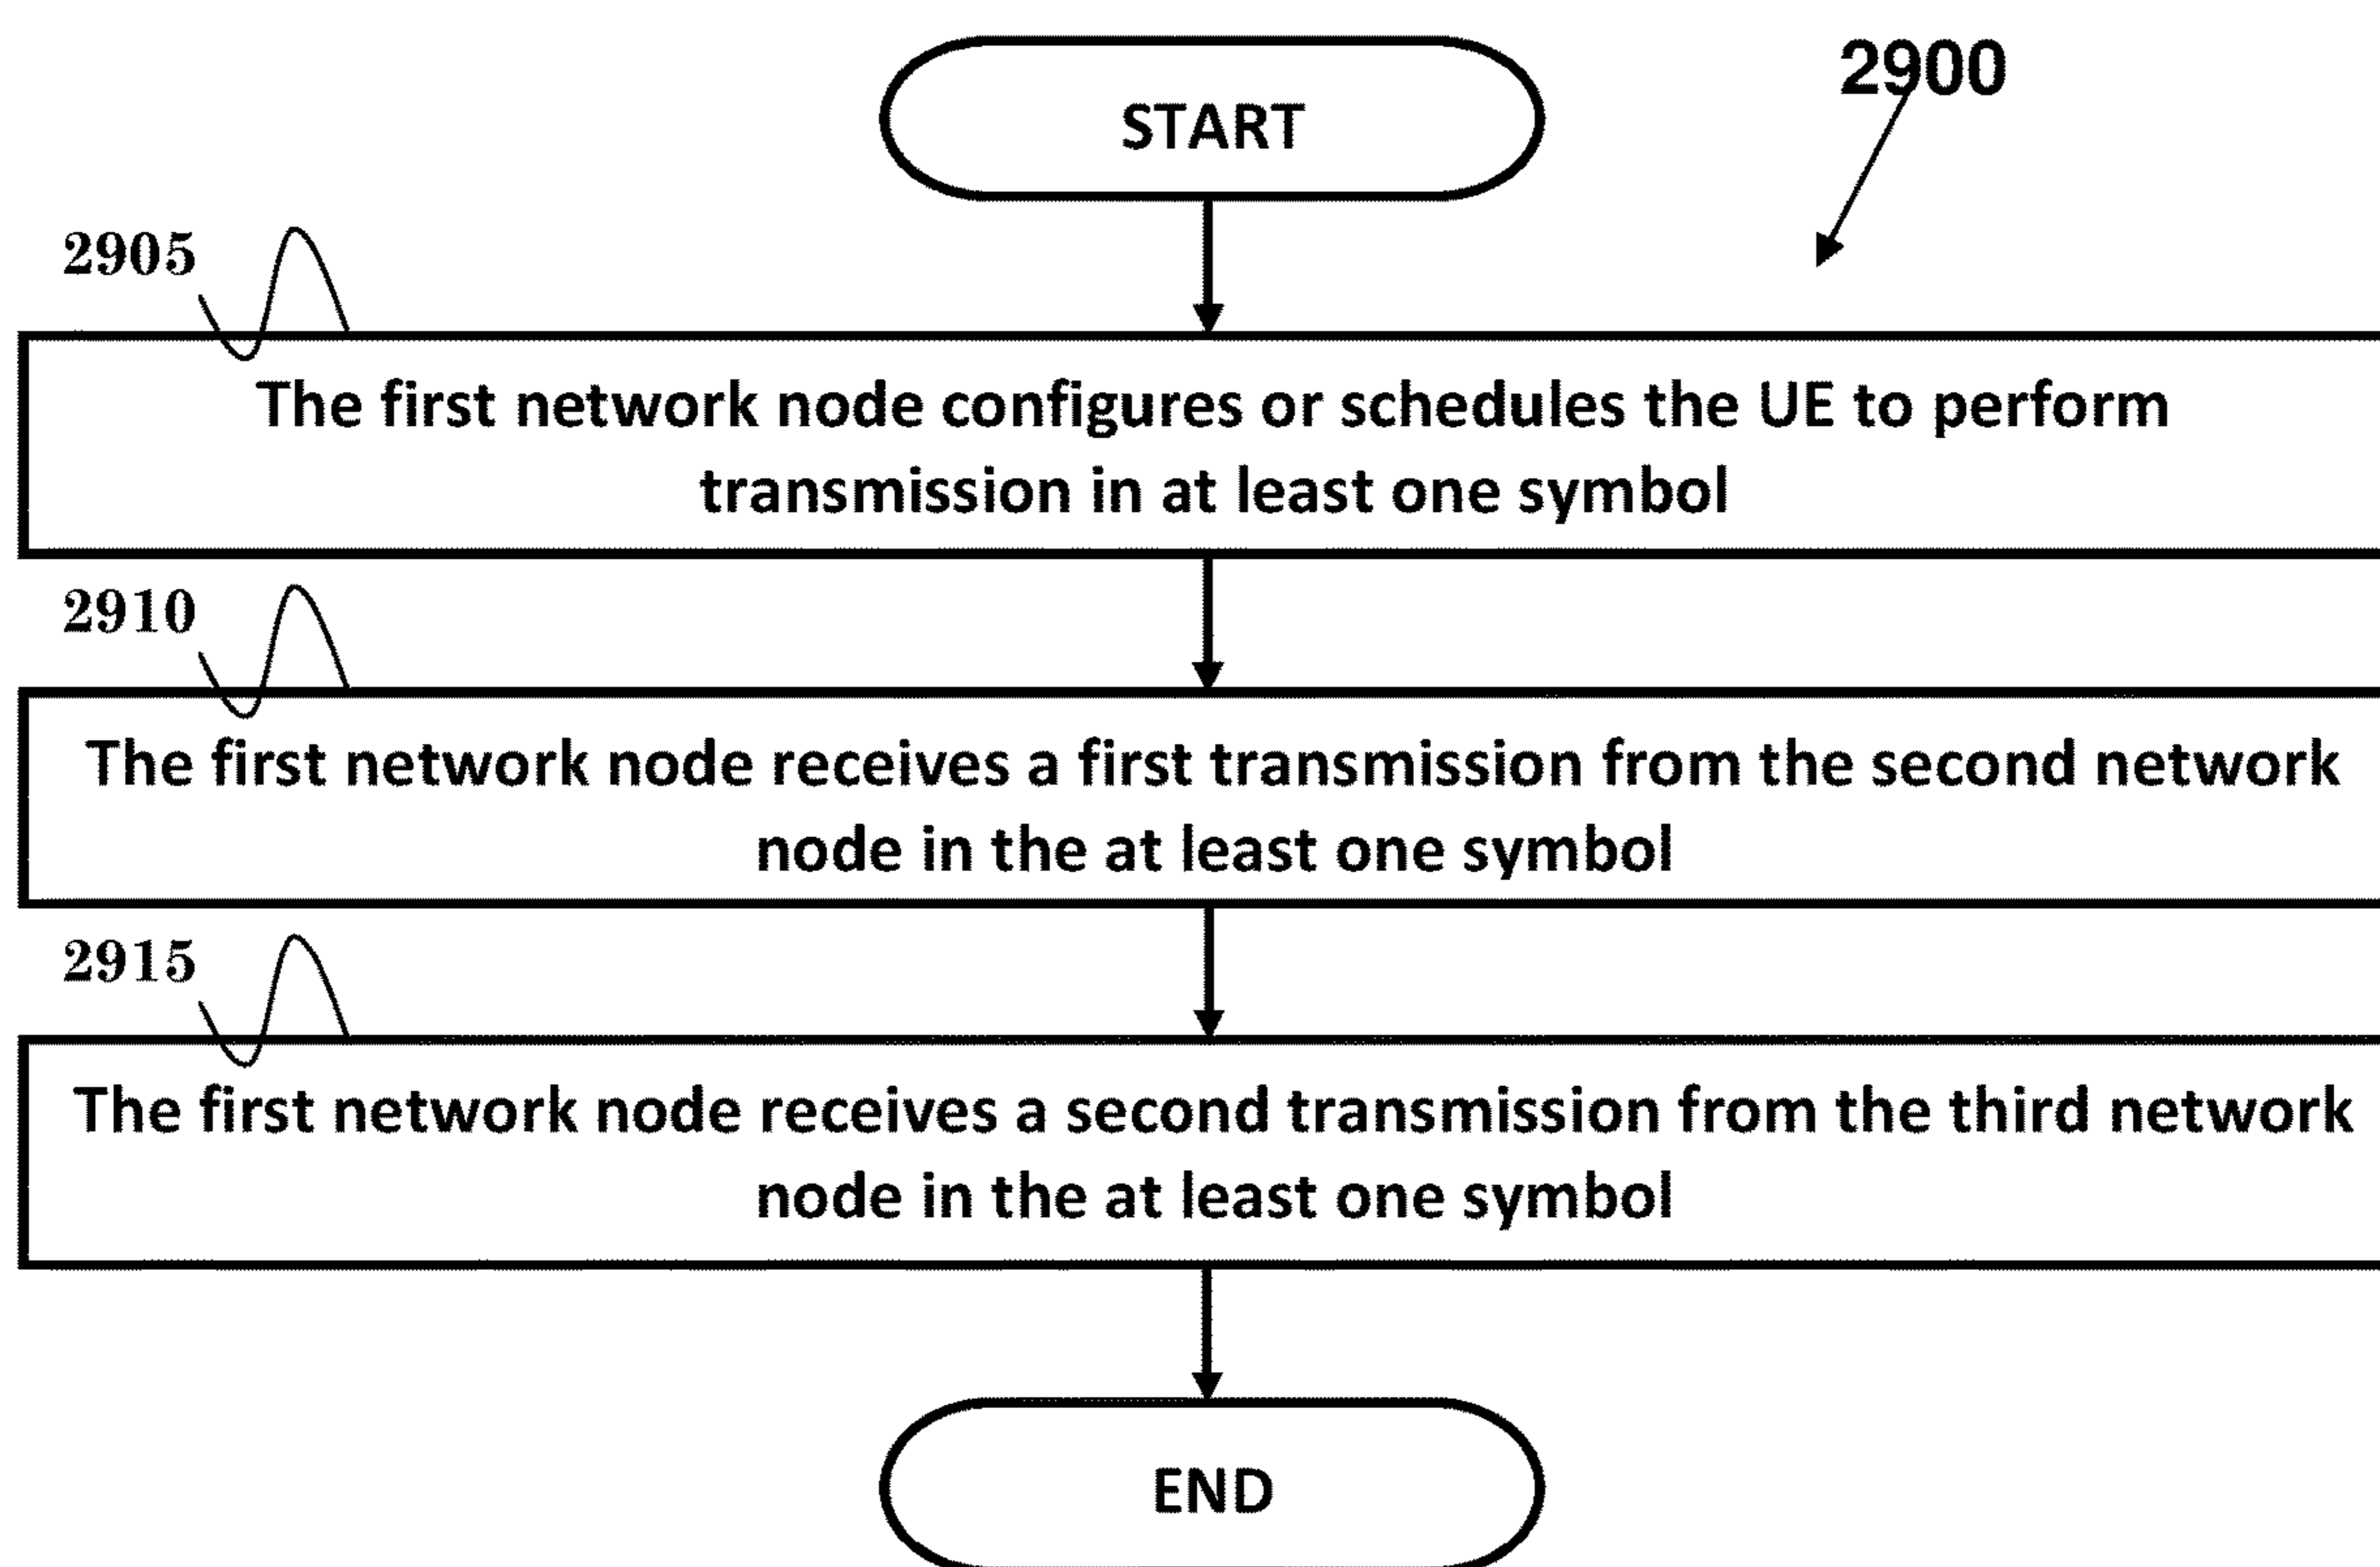 START
2900
2905
The first network node configures or schedules the UE to perform
transmission in at least one symbol
2910
The first network node receives a first transmission from the second network
node in the at least one symbol
2915
The first network node receives a second transmission from the third network
node in the at least one symbol
END